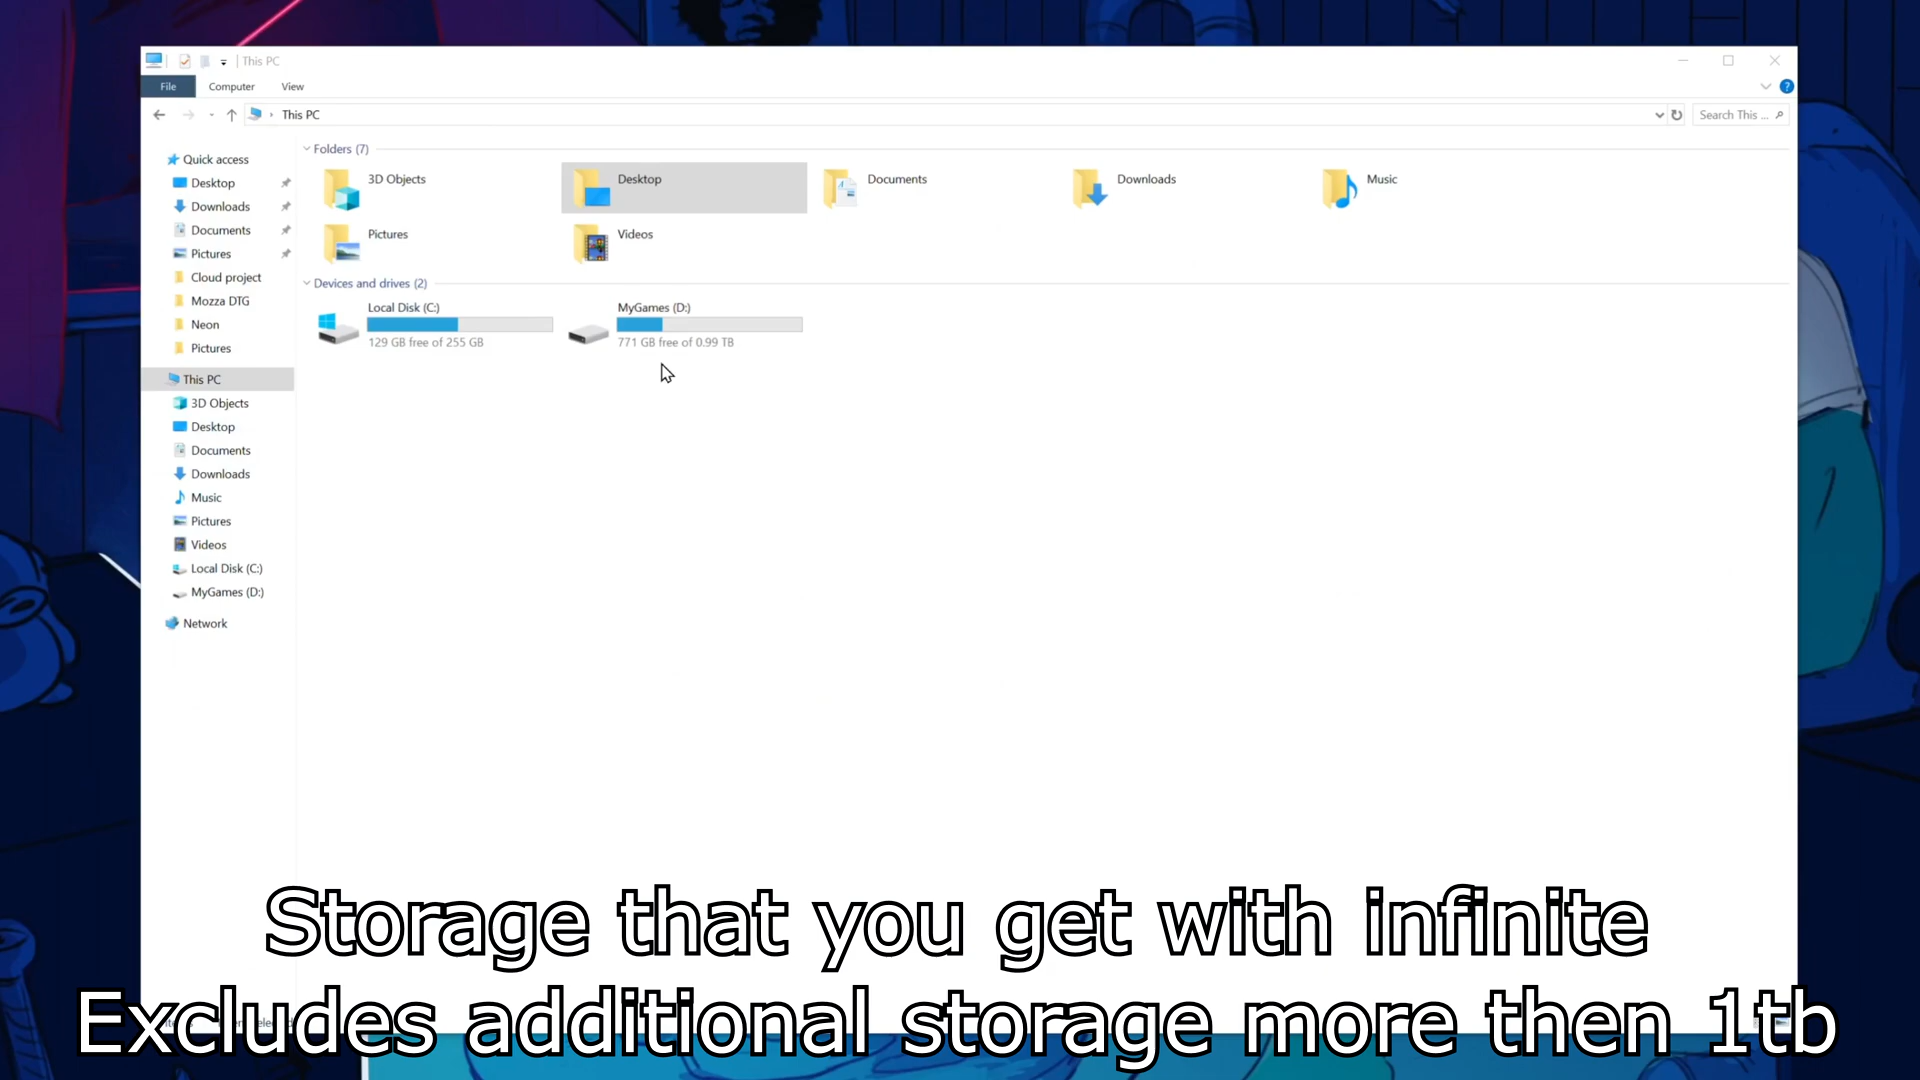 This PC
File Computer View
This PC
Search This ...
Quick access
Desktop
Downloads
Documents
Pictures
Cloud project
Mozza DTG
Neon
Pictures
This PC
3D Objects
Desktop
Documents
Downloads
Music
Pictures
Videos
Local Disk (C:)
MyGames (D:)
Network
Folders (7)
3D Objects
Desktop
Documents
Downloads
Music
Pictures
Videos
Devices and drives (2)
Local Disk (C:)
129 GB free of 255 GB
MyGames (D:)
771 GB free of 0.99 TB
Storage that you get with infinite
Excludes additional storage more then 1tb